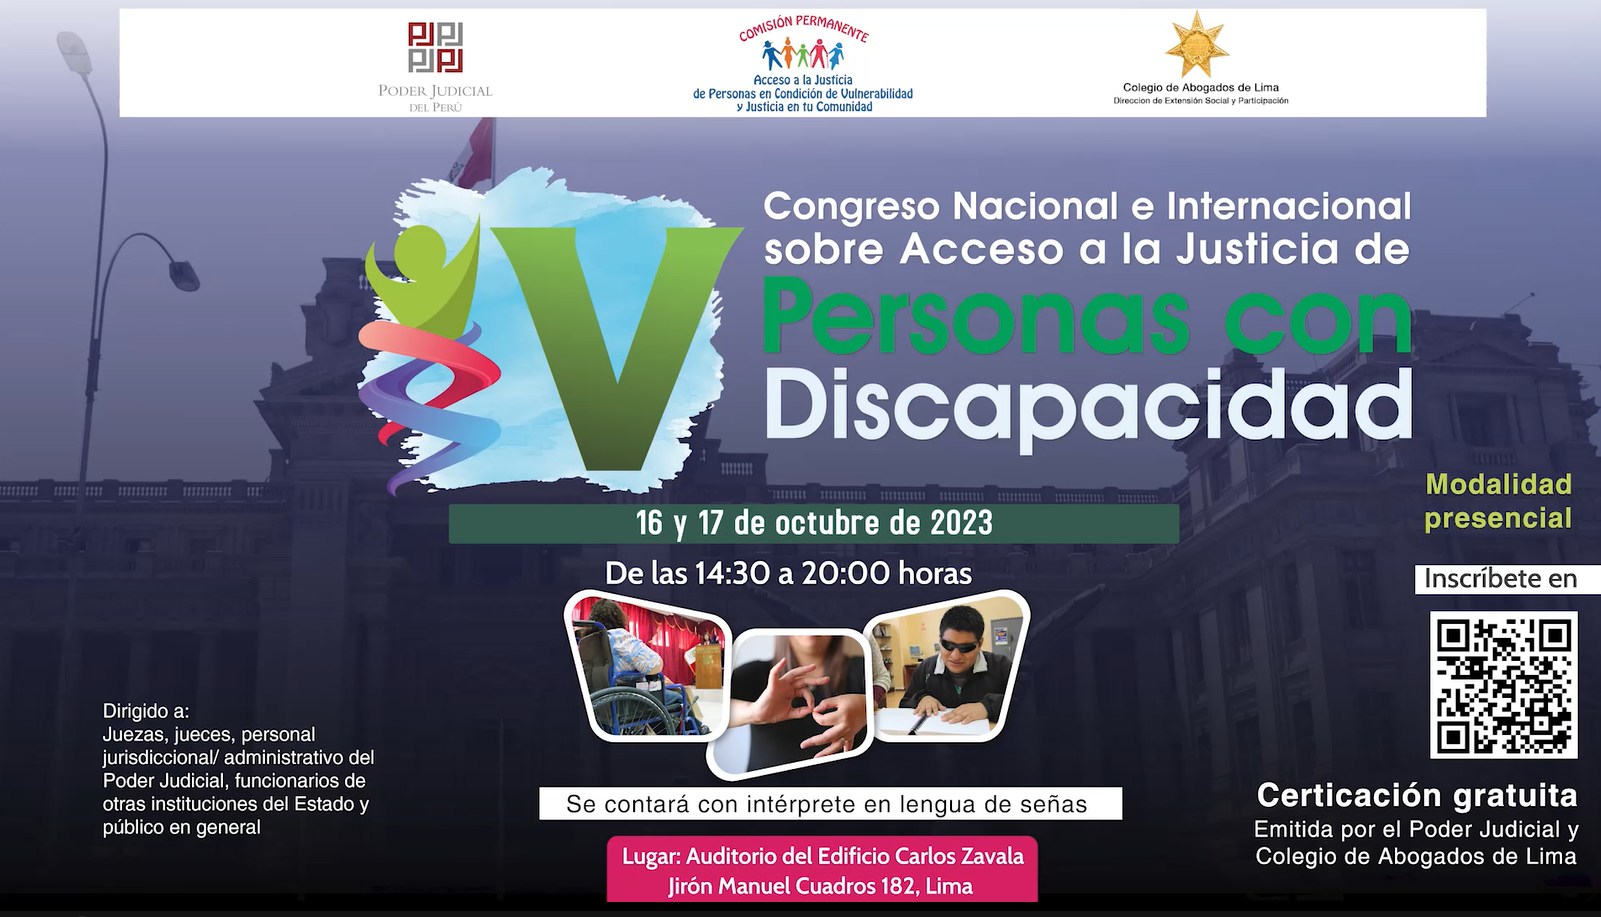 PODER JUDICIAL
DEL PERÚ
COMISIÓN PERMANENTE
Acceso a la Justicia
de Personas en Condición de Vulnerabilidad
y Justicia en tu Comunidad
Colegio de Abogados de Lima
Direccion de Extensión Social y Participación
V
Congreso Nacional e Internacional
sobre Acceso a la Justicia de
Personas con
Discapacidad
16 y 17 de octubre de 2023
De las 14:30 a 20:00 horas
Modalidad
presencial
Inscríbete en
Dirigido a:
Juezas, jueces, personal
jurisdiccional/ administrativo del
Poder Judicial, funcionarios de
otras instituciones del Estado y
público en general
Se contará con intérprete en lengua de señas
Lugar: Auditorio del Edificio Carlos Zavala
Jirón Manuel Cuadros 182, Lima
Certicación gratuita
Emitida por el Poder Judicial y
Colegio de Abogados de Lima